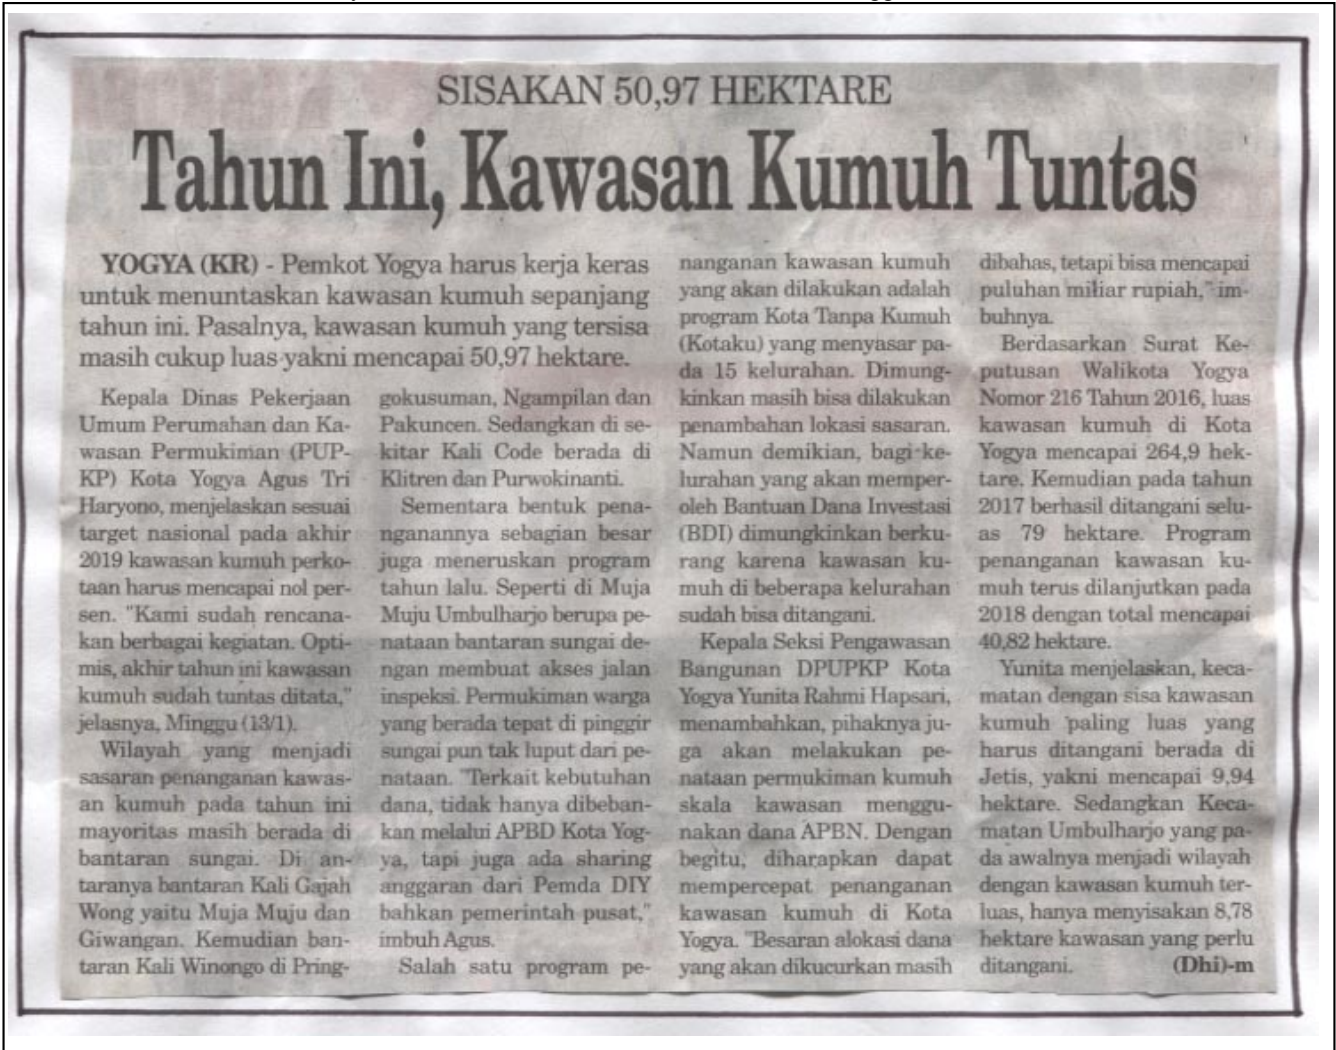 SISAKAN 50,97 HEKTARE
Tahun Ini, Kawasan Kumuh Tuntas
YOGYA (KR) - Pemkot Yogya harus kerja keras
untuk menuntaskan kawasan kumuh sepanjang
tahun ini. Pasalnya, kawasan kumuh yang tersisa
masih cukup luas yakni mencapai 50,97 hektare.
Kepala Dinas Pekerjaan
Umum Perumahan dan Ka-
wasan Permukiman (PUP-
KP) Kota Yogya Agus Tri
Haryono, menjelaskan sesuai
target nasional pada akhir
2019 kawasan kumuh perko-
taan harus mencapai nol per-
sen. "Kami sudah rencana-
kan berbagai kegiatan. Opti-
mis, akhir tahun ini kawasan
kumuh sudah tuntas ditata,"
jelasnya, Minggu (13/1).
Wilayah yang menjadi
sasaran penanganan kawas-
an kumuh pada tahun ini
mayoritas masih berada di
bantaran sungai. Di an-
taranya bantaran Kali Gajah
Wong yaitu Muja Muju dan
Giwangan. Kemudian ban-
taran Kali Winongo di Pring-
gokusuman, Ngampilan dan
Pakuncen. Sedangkan di se-
kitar Kali Code berada di
Klitren dan Purwokinanti.
Sementara bentuk pena-
nganannya sebagian besar
juga meneruskan program
tahun lalu. Seperti di Muja
Muju Umbulharjo berupa pe-
nataan bantaran sungai de-
ngan membuat akses jalan
inspeksi. Permukiman warga
yang berada tepat di pinggir
sungai pun tak luput dari pe-
nataan. "Terkait kebutuhan
dana, tidak hanya dibeban-
kan melalui APBD Kota Yog-
ya, tapi juga ada sharing
anggaran dari Pemda DIY
bahkan pemerintah pusat,"
imbuh Agus.
Salah satu program pe-
nanganan kawasan kumuh
yang akan dilakukan adalah
program Kota Tanpa Kumuh
(Kotaku) yang menyasar pa-
da 15 kelurahan. Dimung-
kinkan masih bisa dilakukan
penambahan lokasi sasaran.
Namun demikian, bagi ke-
lurahan yang akan memper-
oleh Bantuan Dana Investasi
(BDI) dimungkinkan berku-
rang karena kawasan ku-
muh di beberapa kelurahan
sudah bisa ditangani.
Kepala Seksi Pengawasan
Bangunan DPUPKP Kota
Yogya Yunita Rahmi Hapsari,
menambahkan, pihaknya ju-
ga akan melakukan pe-
nataan permukiman kumuh
skala kawasan menggu-
nakan dana APBN. Dengan
begitu, diharapkan dapat
mempercepat penanganan
kawasan kumuh di Kota
Yogya. "Besaran alokasi dana
yang akan dikucurkan masih
dibahas, tetapi bisa mencapai
puluhan miliar rupiah," im-
buhnya.
Berdasarkan Surat Ke-
putusan Walikota Yogya
Nomor 216 Tahun 2016, luas
kawasan kumuh di Kota
Yogya mencapai 264,9 hek-
tare. Kemudian pada tahun
2017 berhasil ditangani selu-
as 79 hektare. Program
penanganan kawasan ku-
muh terus dilanjutkan pada
2018 dengan total mencapai
40,82 hektare.
Yunita menjelaskan, keca-
matan dengan sisa kawasan
kumuh paling luas yang
harus ditangani berada di
Jetis, yakni mencapai 9,94
hektare. Sedangkan Keca-
matan Umbulharjo yang pa-
da awalnya menjadi wilayah
dengan kawasan kumuh ter-
luas, hanya menyisakan 8,78
hektare kawasan yang perlu
ditangani. (Dhi)-m